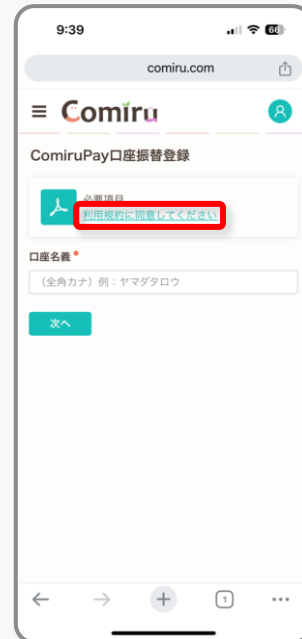 9:39
66
comiru.com
Comiru
ComiruPay口座振替登録
必要項目
利用規約に同意してください
口座名義*
（全角カナ）例：ヤマダタロウ
次へ
1